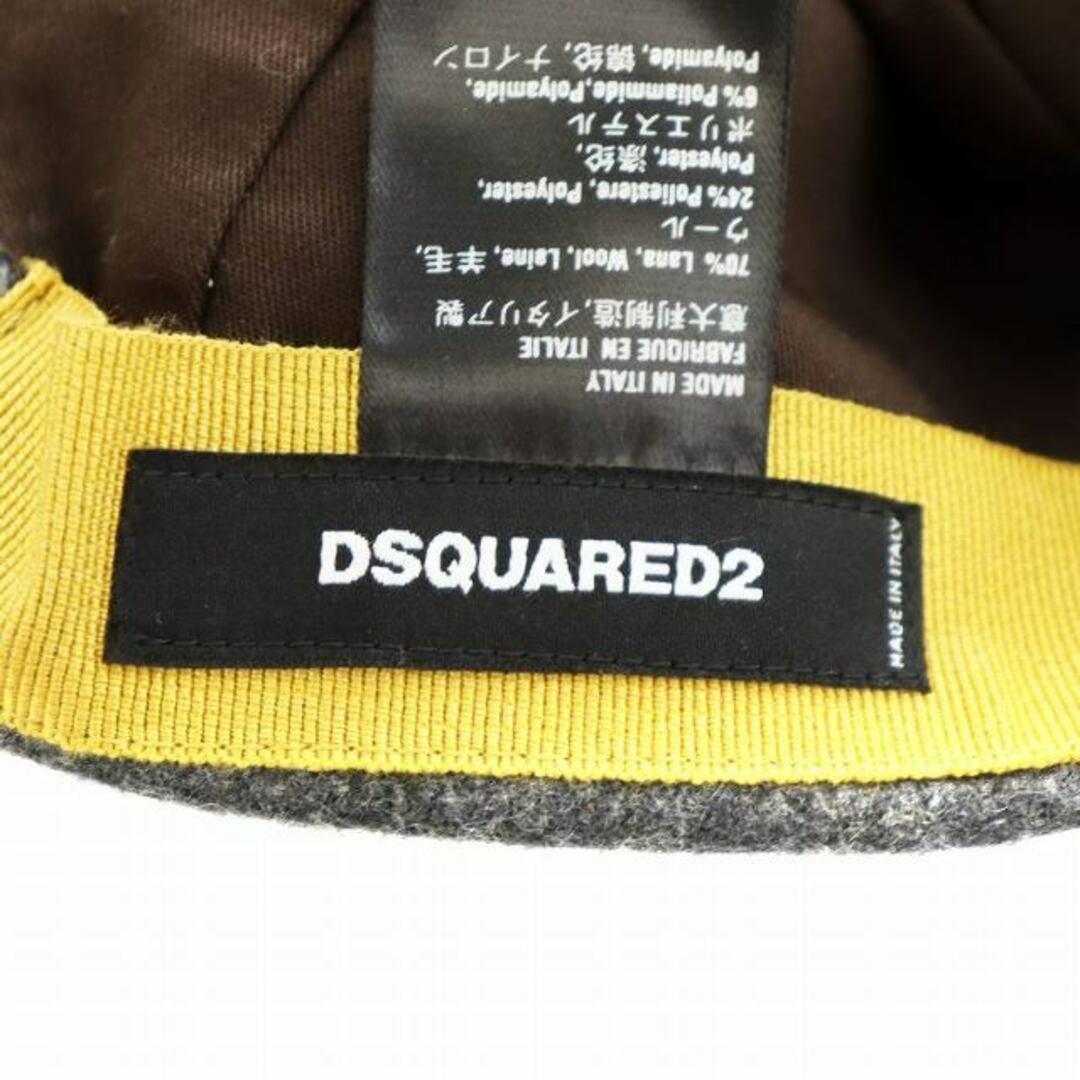 MADE IN ITALY
FABRIQUE EN ITALIE
意大利制造,イタリア製
70% Lana, Wool, Laine, 羊毛,
ウール
24% Poliestere, Polyester,
Polyester, 涤纶,
ポリエステル
6% Poliammide, Polyamide,
Polyamide, 锦纶, ナイロン
DSQUARED2
MADE IN ITALY